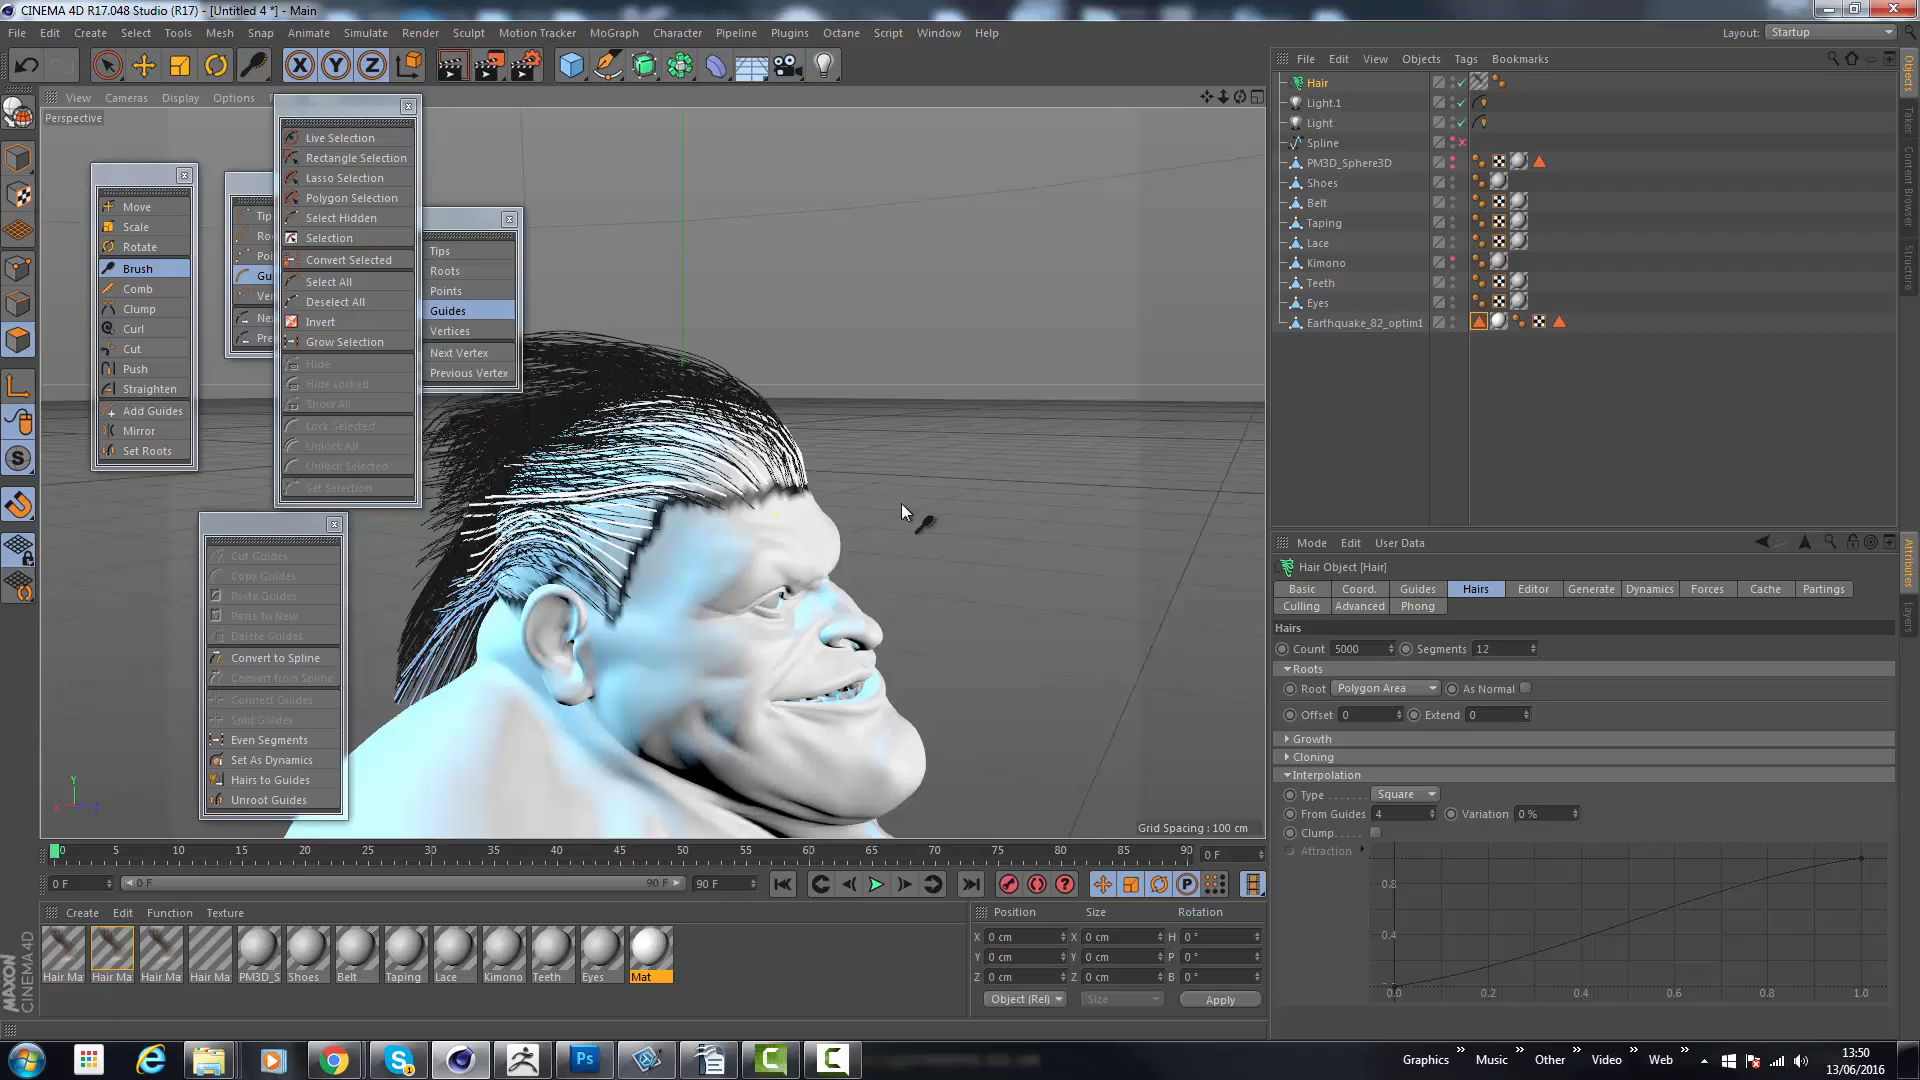 CINEMA 4D R17.048 Studio (R17) - [Untitled 4 *] - Main
File Edit Create Select Tools Mesh Snap Animate Simulate Render Sculpt Motion Tracker MoGraph Character Pipeline Plugins Octane Script Window Help
Layout: Startup
View Cameras Display Options
Perspective
Move
Scale
Rotate
Brush
Comb
Clump
Curl
Cut
Push
Straighten
Add Guides
Mirror
Set Roots
Live Selection
Rectangle Selection
Lasso Selection
Polygon Selection
Select Hidden
Selection
Convert Selected
Select All
Deselect All
Invert
Grow Selection
Hide
Hide Locked
Show All
Lock Selected
Unlock All
Unlock Selected
Set Selection
Tips
Roots
Points
Guides
Vertices
Next Vertex
Previous Vertex
Cut Guides
Copy Guides
Paste Guides
Paste to New
Delete Guides
Convert to Spline
Convert from Spline
Connect Guides
Split Guides
Even Segments
Set As Dynamics
Hairs to Guides
Unroot Guides
Y
X Z
Grid Spacing : 100 cm
File Edit View Objects Tags Bookmarks
Hair
Light.1
Light
Spline
PM3D_Sphere3D
Shoes
Belt
Taping
Lace
Kimono
Teeth
Eyes
Earthquake_82_optim1
Objects
Takes
Content Browser
Structure
Attributes
Layers
Mode Edit User Data
Hair Object [Hair]
Basic Coord. Guides Hairs Editor Generate Dynamics Forces Cache Partings
Culling Advanced Phong
Hairs
Count 5000 Segments 12
Roots
Root Polygon Area As Normal
Offset 0 Extend 0
Growth
Cloning
Interpolation
Type Square
From Guides 4 Variation 0 %
Clump
Attraction
0.8
0.4
0.0 0.2 0.4 0.6 0.8 1.0
0 5 10 15 20 25 30 35 40 45 50 55 60 65 70 75 80 85 90 0 F
0 F 0 F 90 F 90 F
Create Edit Function Texture
Hair Ma Hair Ma Hair Ma Hair Ma PM3D_S Shoes Belt Taping Lace Kimono Teeth Eyes Mat
Position Size Rotation
X 0 cm X 0 cm H 0 °
Y 0 cm Y 0 cm P 0 °
Z 0 cm Z 0 cm B 0 °
Object (Rel) Size Apply
MAXON
CINEMA 4D
Graphics Music Other Video Web
13:50
13/06/2016